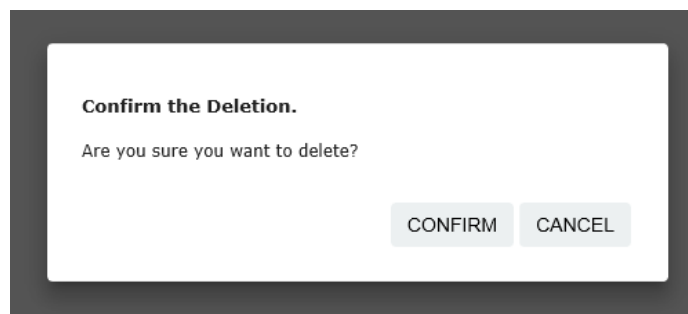 Confirm the Deletion.
Are you sure you want to delete?
CONFIRM CANCEL